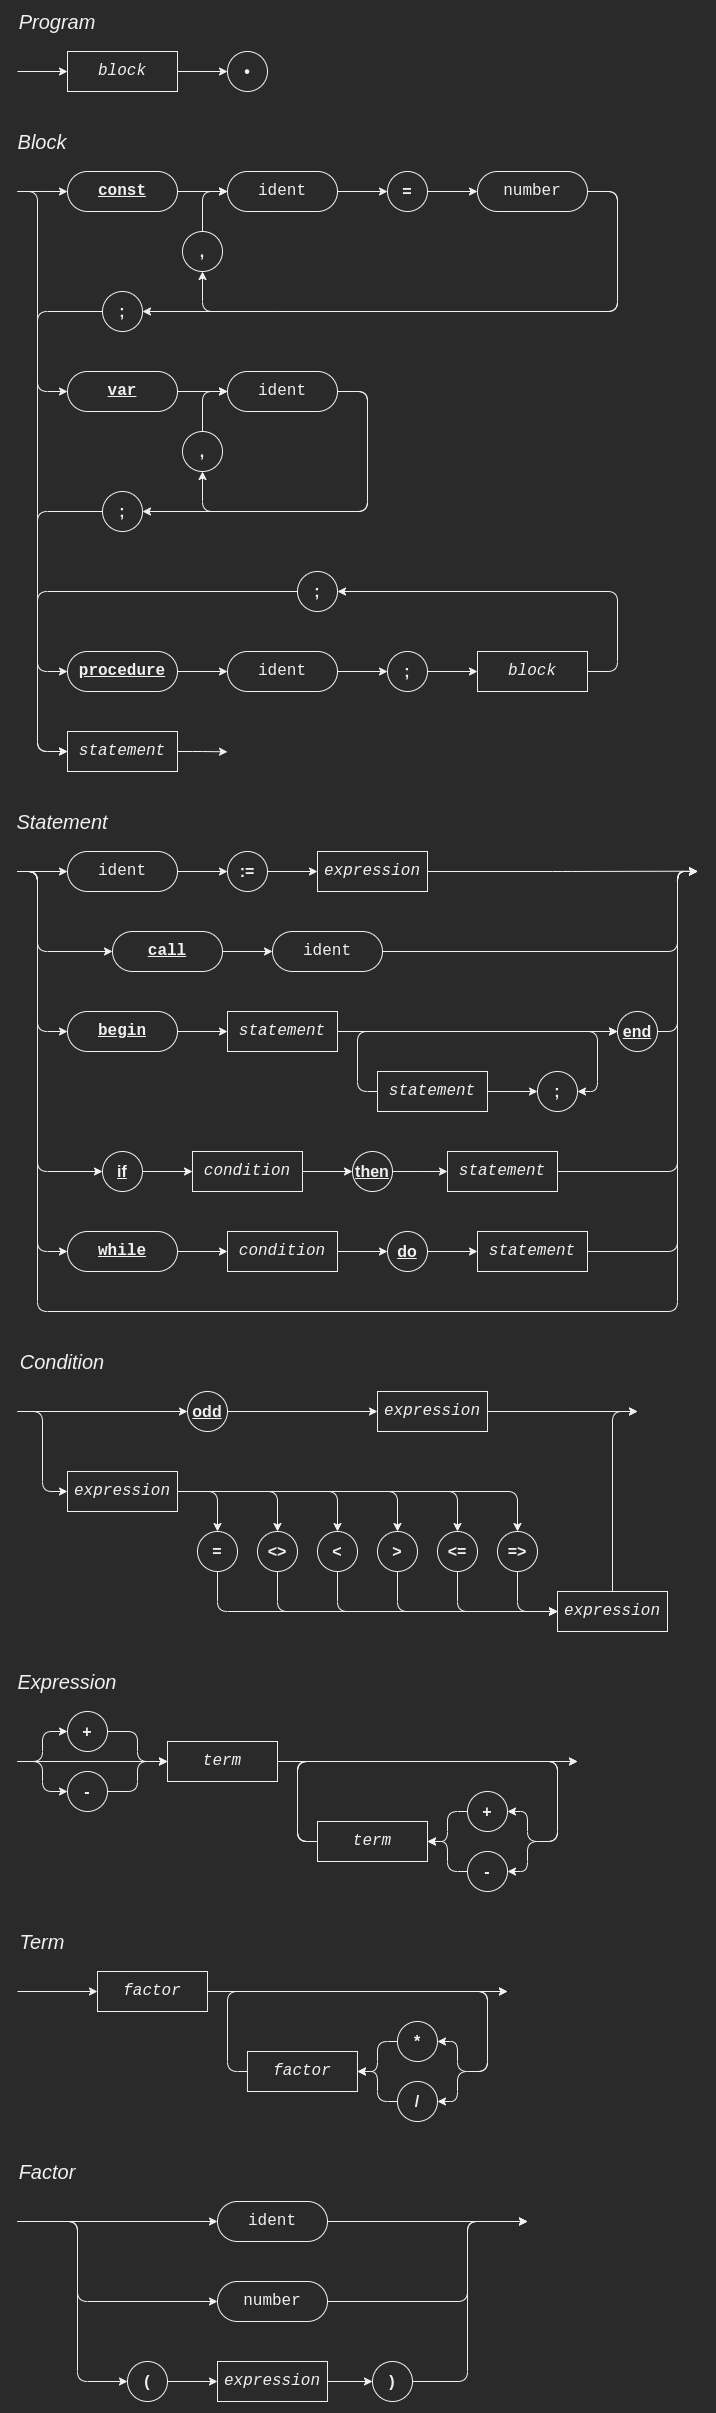 Program
block •
Block
const ident = number
,
;
var ident
,
;
;
procedure ident ; block
statement
Statement
ident := expression
call ident
begin statement end
statement ;
if condition then statement
while condition do statement
Condition
odd expression
expression
= <> < > <= =>
expression
Expression
+
term
-
+
term
-
Term
factor
*
factor
/
Factor
ident
number
( expression )